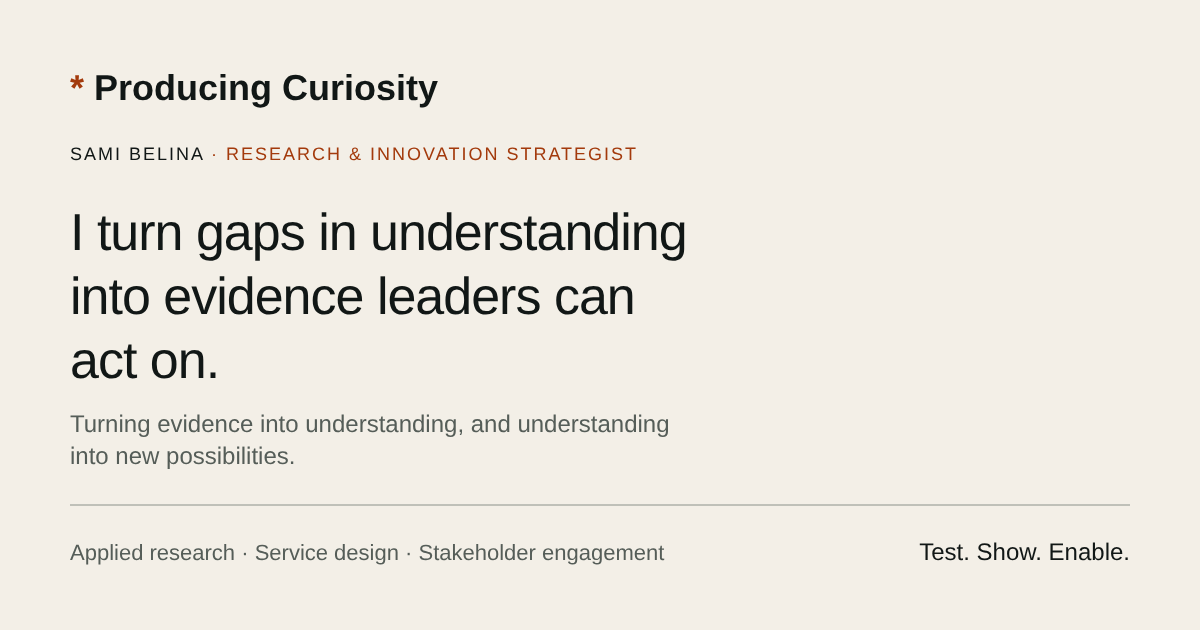 * Producing Curiosity
SAMI BELINA · RESEARCH & INNOVATION STRATEGIST
I turn gaps in understanding
into evidence leaders can
act on.
Turning evidence into understanding, and understanding
into new possibilities.
Applied research · Service design · Stakeholder engagement
Test. Show. Enable.